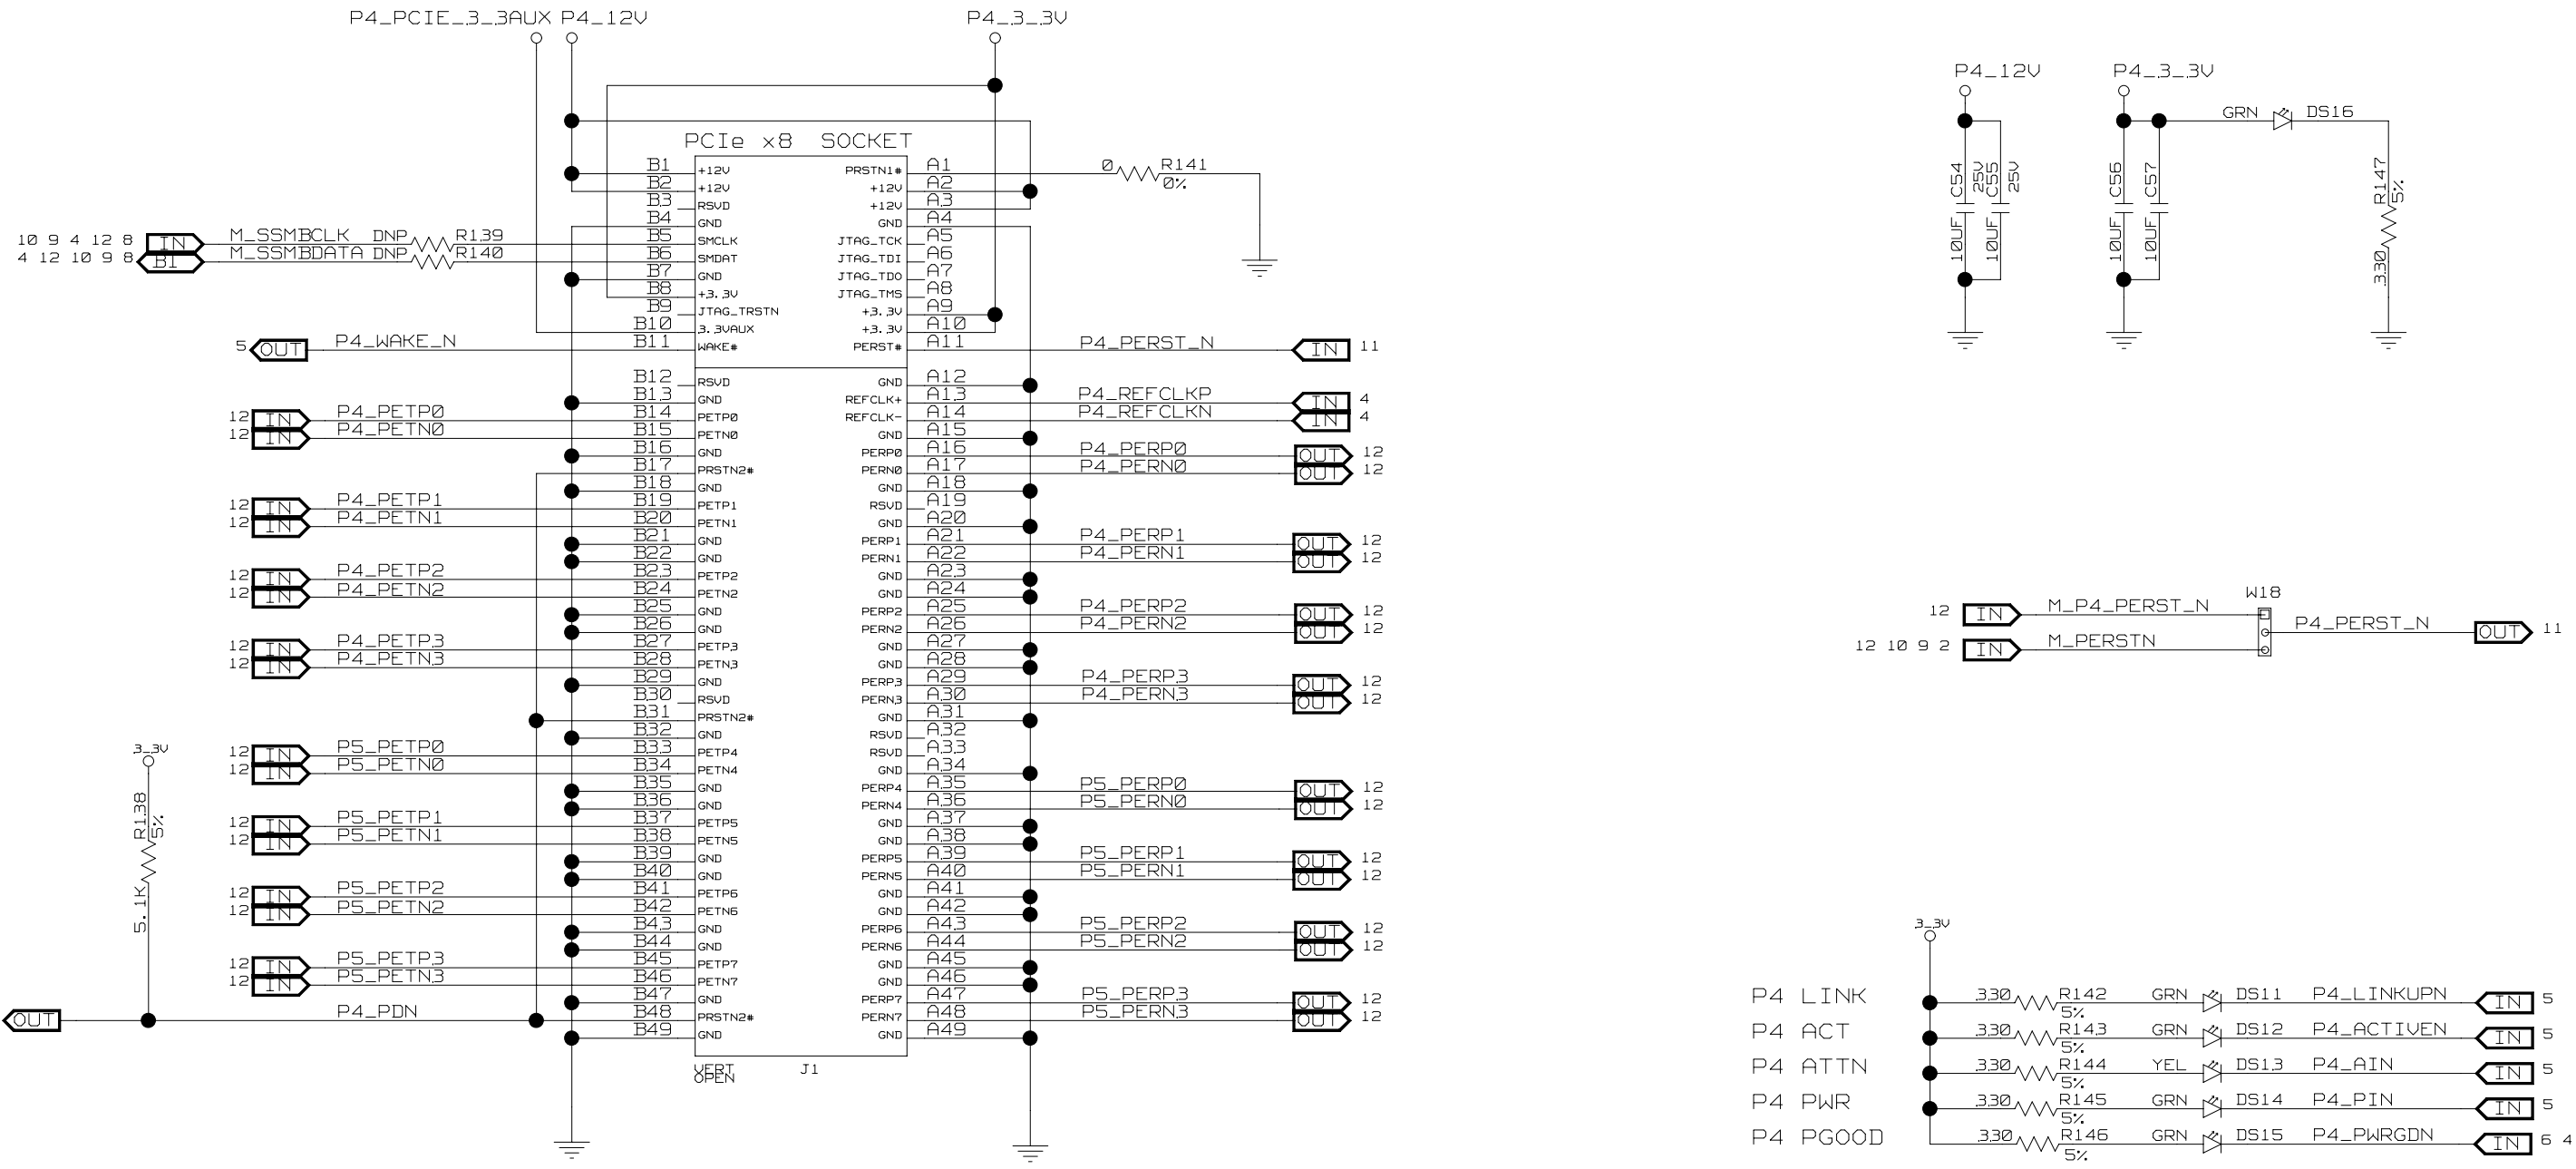 P4_PCIE_3_3AUX P4_12V P4_3_3V
PCIe x8 SOCKET
B1 +12V PRSTN1# A1 0 R141 0%
B2 +12V +12V A2
B3 RSVD +12V A3
B4 GND GND A4
10 9 4 12 8 IN M_SSMBCLK DNP R139 B5 SMCLK JTAG_TCK A5
4 12 10 9 8 BI M_SSMBDATA DNP R140 B6 SMDAT JTAG_TDI A6
B7 GND JTAG_TDO A7
B8 +3.3V JTAG_TMS A8
B9 JTAG_TRSTN +3.3V A9
B10 3.3VAUX +3.3V A10
5 OUT P4_WAKE_N B11 WAKE# PERST# A11 P4_PERST_N IN 11
B12 RSVD GND A12
B13 GND REFCLK+ A13 P4_REFCLKP IN 4
12 IN P4_PETP0 B14 PETP0 REFCLK- A14 P4_REFCLKN IN 4
12 IN P4_PETN0 B15 PETN0 GND A15
B16 GND PERP0 A16 P4_PERP0 OUT 12
B17 PRSTN2# PERN0 A17 P4_PERN0 OUT 12
B18 GND GND A18
12 IN P4_PETP1 B19 PETP1 RSVD A19
12 IN P4_PETN1 B20 PETN1 GND A20
B21 GND PERP1 A21 P4_PERP1 OUT 12
B22 GND PERN1 A22 P4_PERN1 OUT 12
12 IN P4_PETP2 B23 PETP2 GND A23
12 IN P4_PETN2 B24 PETN2 GND A24
B25 GND PERP2 A25 P4_PERP2 OUT 12
B26 GND PERN2 A26 P4_PERN2 OUT 12
12 IN P4_PETP3 B27 PETP3 GND A27
12 IN P4_PETN3 B28 PETN3 GND A28
B29 GND PERP3 A29 P4_PERP3 OUT 12
B30 RSVD PERN3 A30 P4_PERN3 OUT 12
B31 PRSTN2# GND A31
B32 GND RSVD A32
12 IN P5_PETP0 B33 PETP4 RSVD A33
12 IN P5_PETN0 B34 PETN4 GND A34
B35 GND PERP4 A35 P5_PERP0 OUT 12
B36 GND PERN4 A36 P5_PERN0 OUT 12
12 IN P5_PETP1 B37 PETP5 GND A37
12 IN P5_PETN1 B38 PETN5 GND A38
B39 GND PERP5 A39 P5_PERP1 OUT 12
B40 GND PERN5 A40 P5_PERN1 OUT 12
12 IN P5_PETP2 B41 PETP6 GND A41
12 IN P5_PETN2 B42 PETN6 GND A42
B43 GND PERP6 A43 P5_PERP2 OUT 12
B44 GND PERN6 A44 P5_PERN2 OUT 12
12 IN P5_PETP3 B45 PETP7 GND A45
12 IN P5_PETN3 B46 PETN7 GND A46
B47 GND PERP7 A47 P5_PERP3 OUT 12
OUT P4_PDN B48 PRSTN2# PERN7 A48 P5_PERN3 OUT 12
B49 GND GND A49
VERT
OPEN
J1
3_3V
R138
5%
5.1K
P4_12V P4_3_3V
GRN DS16
C54 25V 10UF
C55 25V 10UF
C56 10UF
C57 10UF
R147 5% 330
W18
12 IN M_P4_PERST_N
P4_PERST_N OUT 11
12 10 9 2 IN M_PERSTN
3_3V
P4 LINK 330 R142 5% GRN DS11 P4_LINKUPN IN 5
P4 ACT 330 R143 5% GRN DS12 P4_ACTIVEN IN 5
P4 ATTN 330 R144 5% YEL DS13 P4_AIN IN 5
P4 PWR 330 R145 5% GRN DS14 P4_PIN IN 5
P4 PGOOD 330 R146 5% GRN DS15 P4_PWRGDN IN 6 4